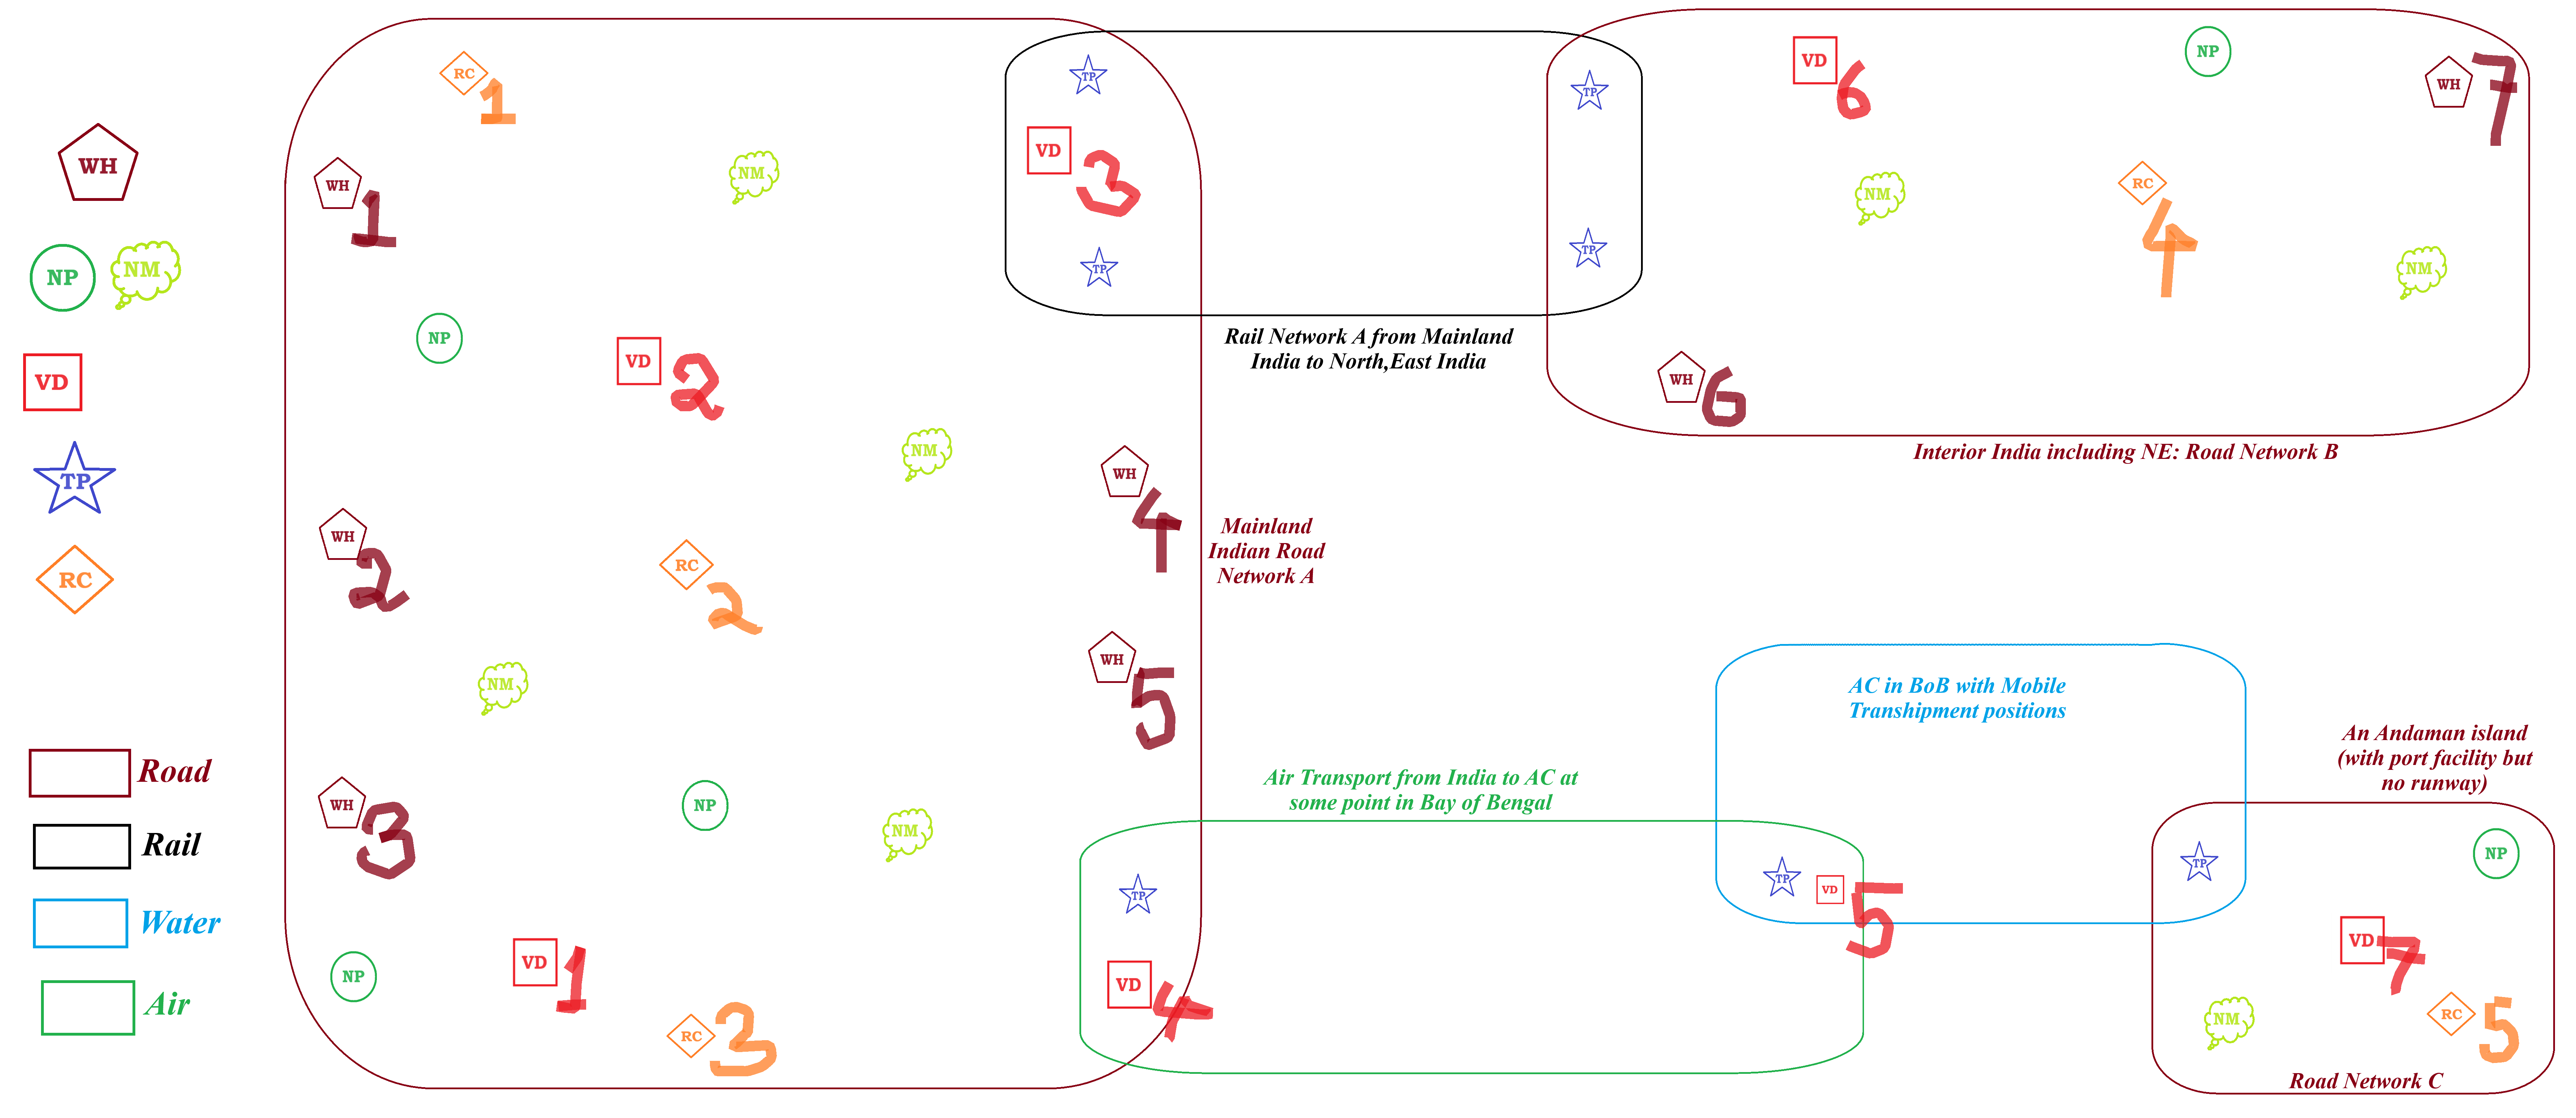 WH
NP
NM
VD
TP
RC
Road
Rail
Water
Air
RC
1
WH
1
NM
NP
VD
2
NM
WH
2
RC
2
NM
WH
3
NP
NM
NP
VD
1
RC
3
TP
VD
3
TP
WH
4
WH
5
TP
VD
4
Mainland
Indian Road
Network A
Rail Network A from Mainland
India to North,East India
TP
TP
VD
6
NP
WH
7
NM
RC
4
NM
WH
6
Interior India including NE: Road Network B
Air Transport from India to AC at
some point in Bay of Bengal
AC in BoB with Mobile
Transhipment positions
TP
VD
5
An Andaman island
(with port facility but
no runway)
TP
NP
VD
7
NM
RC
5
Road Network C